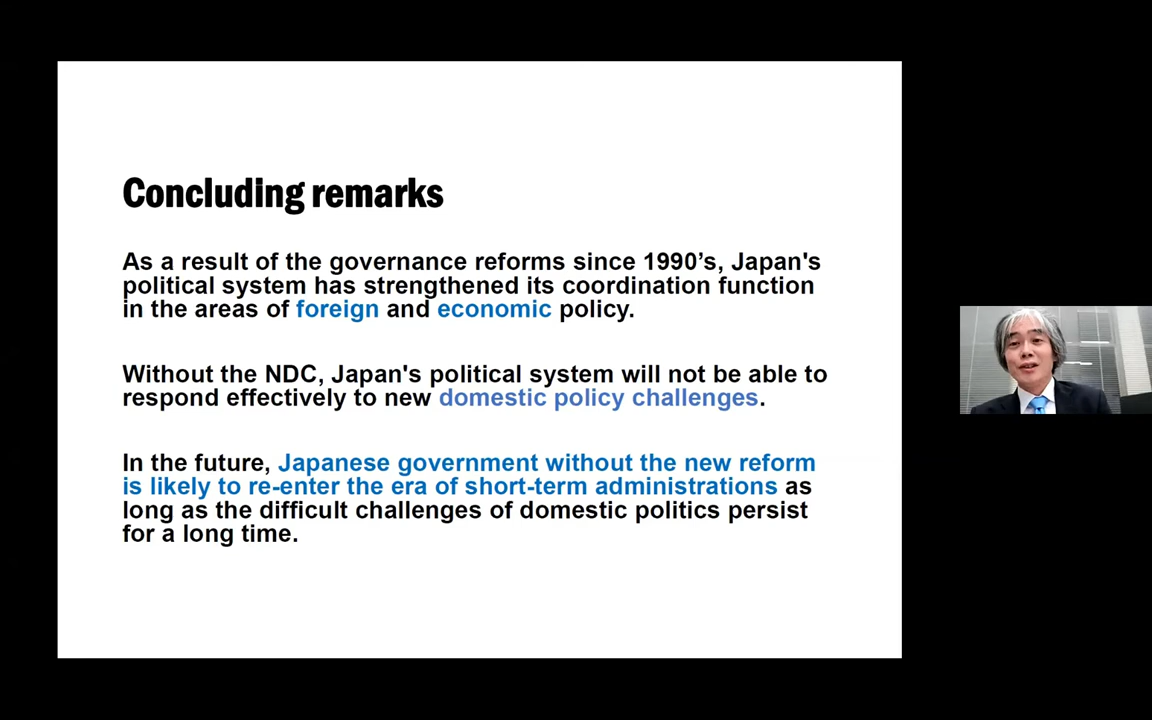 Concluding remarks
As a result of the governance reforms since 1990’s, Japan's
political system has strengthened its coordination function
in the areas of foreign and economic policy.
Without the NDC, Japan's political system will not be able to
respond effectively to new domestic policy challenges.
In the future, Japanese government without the new reform
is likely to re-enter the era of short-term administrations as
long as the difficult challenges of domestic politics persist
for a long time.